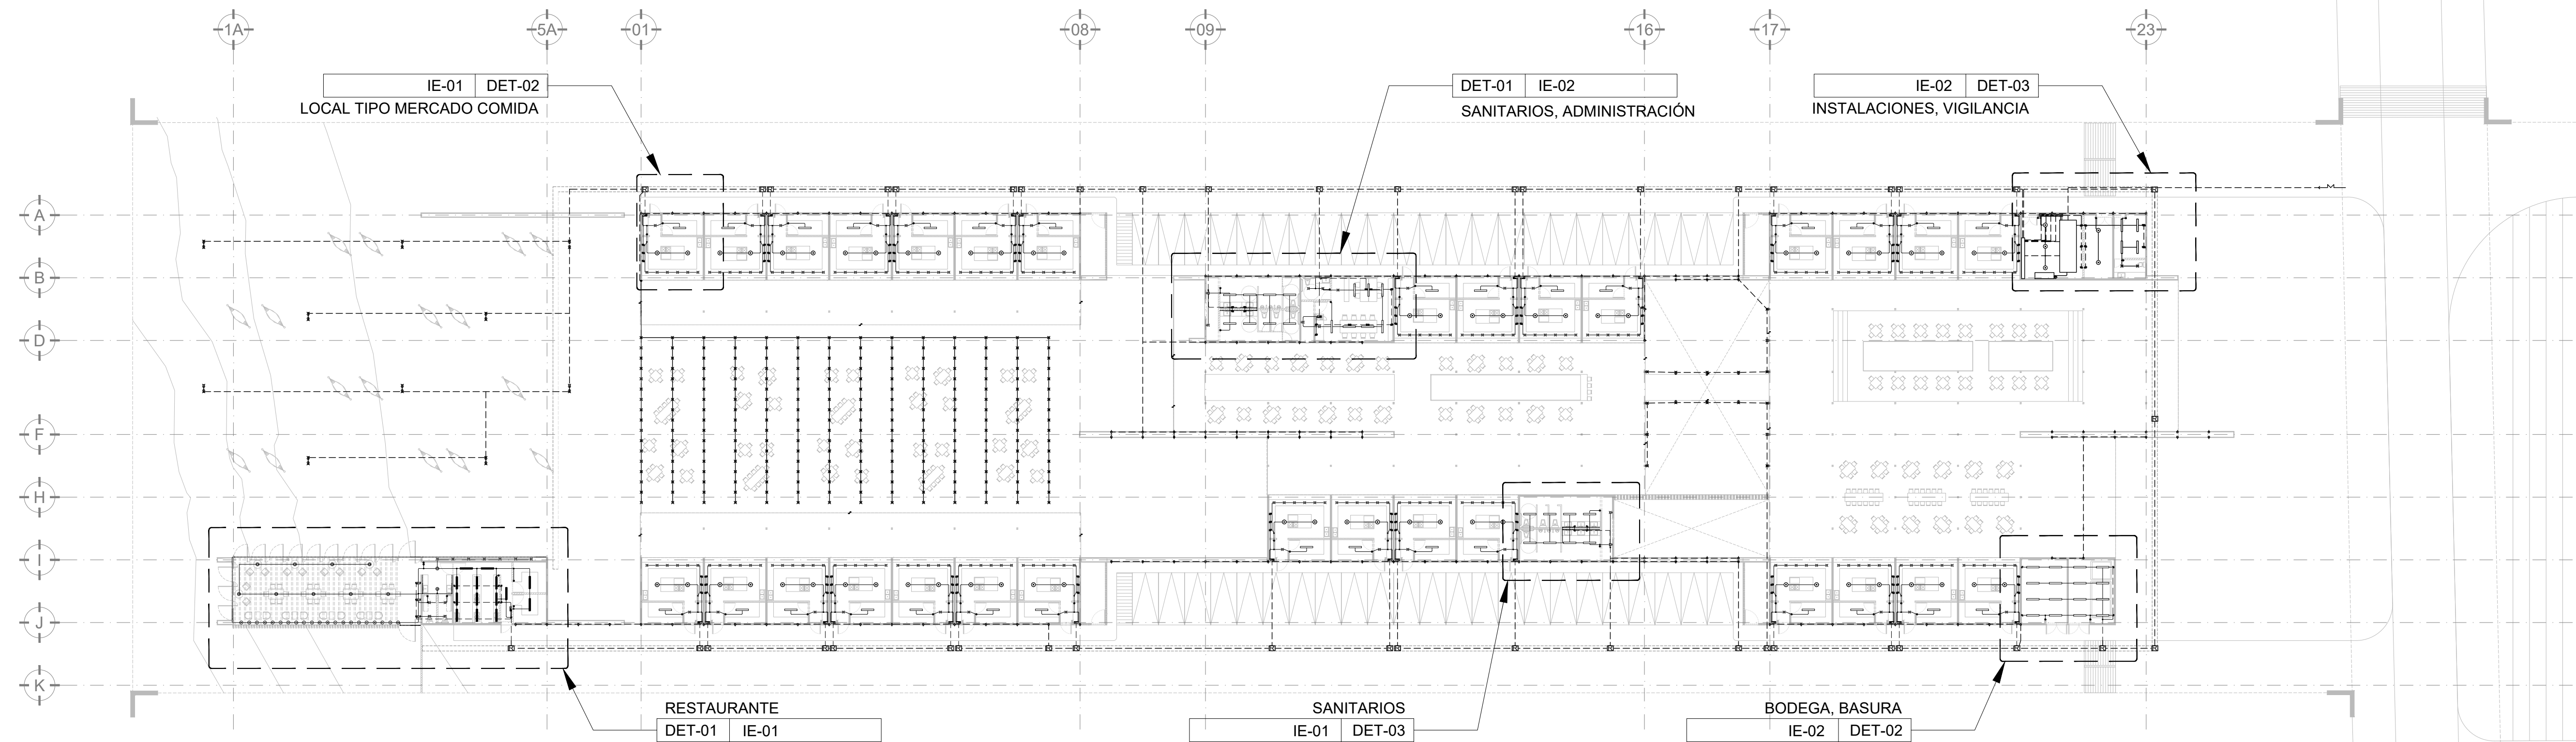 1A
5A
01
08
09
16
17
23
IE-01 DET-02
LOCAL TIPO MERCADO COMIDA
DET-01 IE-02
SANITARIOS, ADMINISTRACIÓN
IE-02 DET-03
INSTALACIONES, VIGILANCIA
A
B
D
F
H
I
J
K
RESTAURANTE
DET-01 IE-01
SANITARIOS
IE-01 DET-03
BODEGA, BASURA
IE-02 DET-02